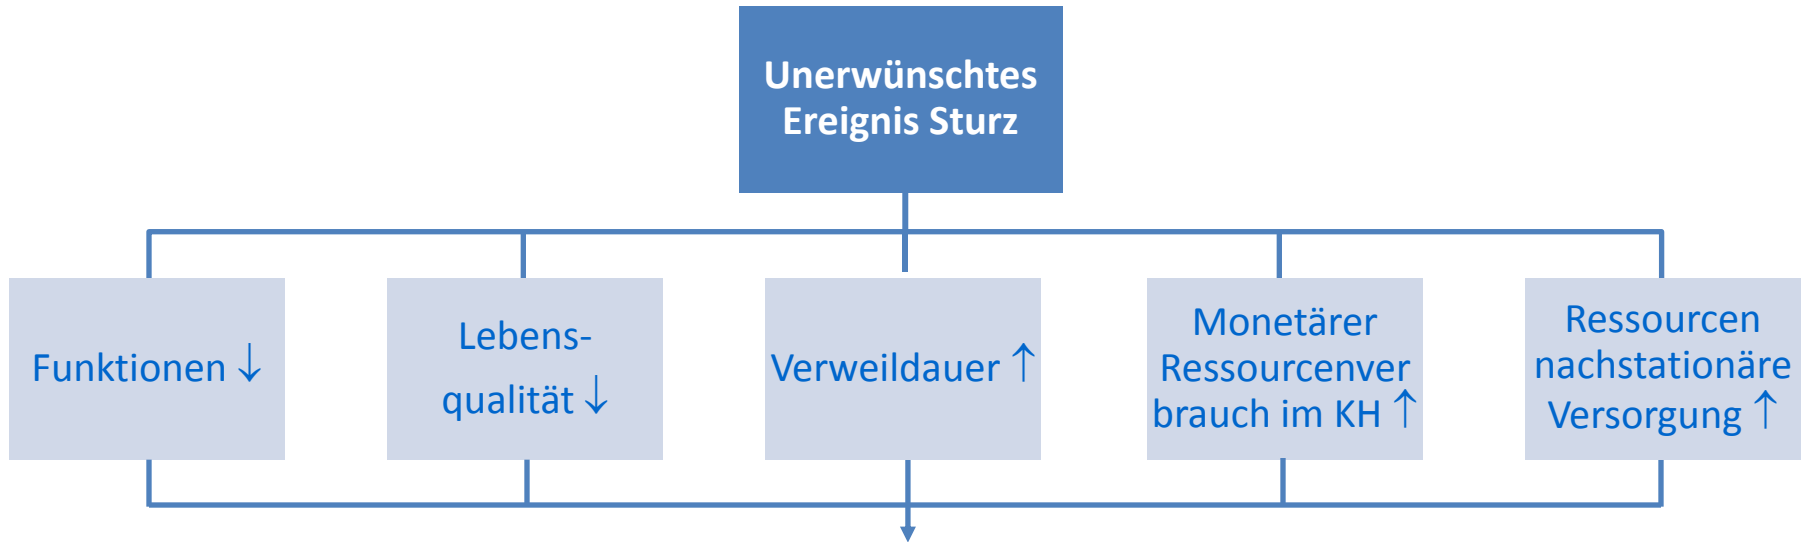 Unerwünschtes
Ereignis Sturz
Funktionen ↓
Lebens-
qualität ↓
Verweildauer ↑
Monetärer
Ressourcenver
brauch im KH ↑
Ressourcen
nachstationäre
Versorgung ↑